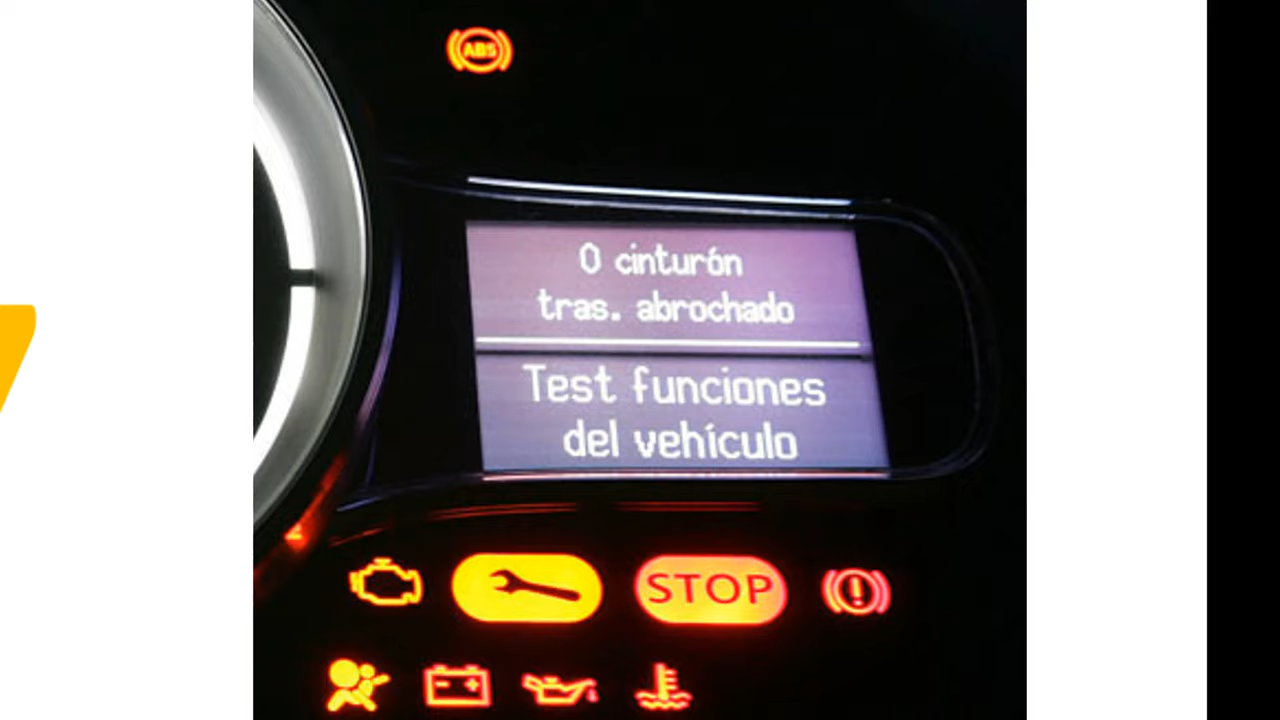 ABS
0 cinturón
tras. abrochado
Test funciones
del vehículo
STOP